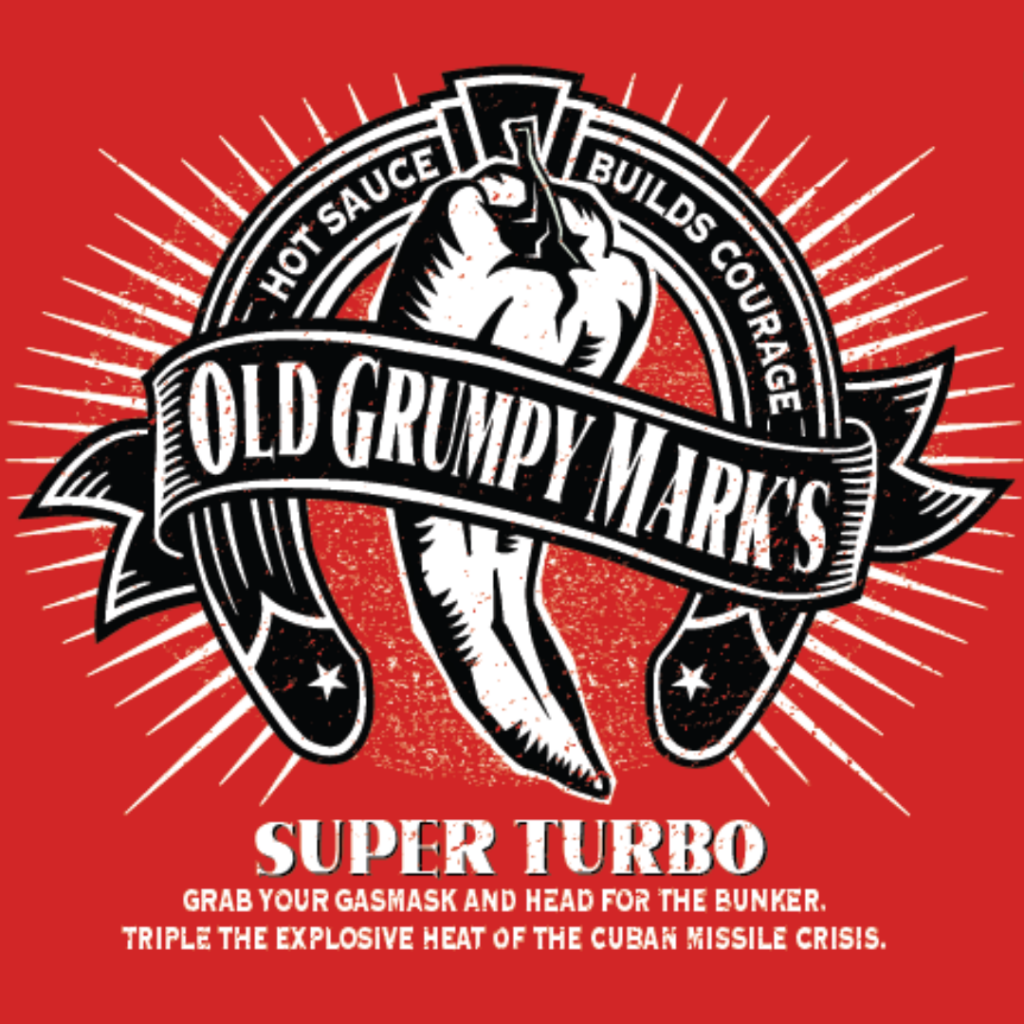 HOT SAUCE
BUILDS COURAGE
OLD GRUMPY MARK'S
SUPER TURBO
GRAB YOUR GASMASK AND HEAD FOR THE BUNKER.
TRIPLE THE EXPLOSIVE HEAT OF THE CUBAN MISSILE CRISIS.